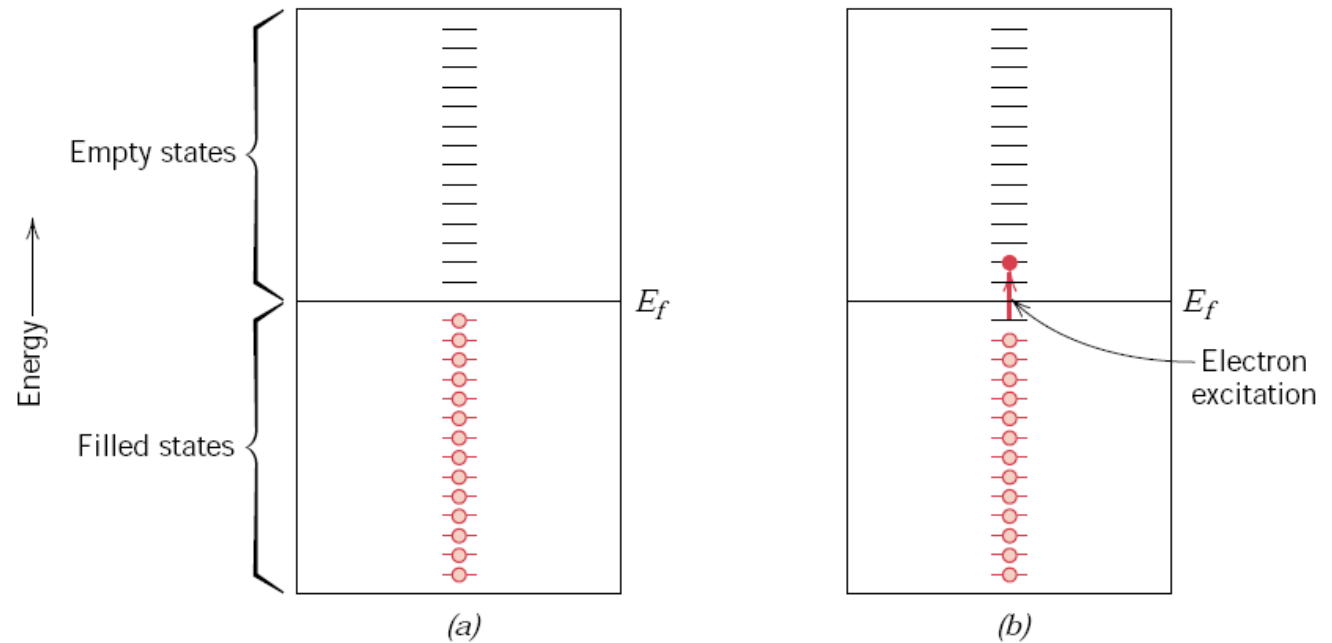 Energy
Empty states
Filled states
E_f
(a)
E_f
Electron
excitation
(b)